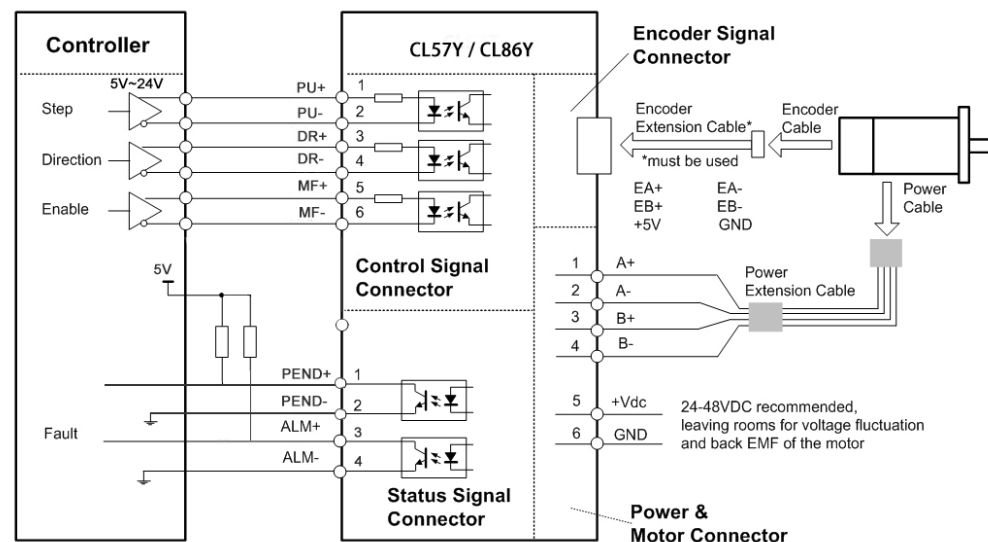 Controller
5V~24V
Step
Direction
Enable
5V
Fault
PU+
PU-
DR+
DR-
MF+
MF-
PEND+
PEND-
ALM+
ALM-
CL57Y / CL86Y
1
2
3
4
5
6
Control Signal
Connector
1
2
3
4
Status Signal
Connector
Encoder Signal
Connector
Encoder
Extension Cable*
*must be used
Encoder
Cable
EA+ EA-
EB+ EB-
+5V GND
Power
Cable
1 A+
2 A-
3 B+
4 B-
Power
Extension Cable
5 +Vdc
6 GND
24-48VDC recommended,
leaving rooms for voltage fluctuation
and back EMF of the motor
Power &
Motor Connector